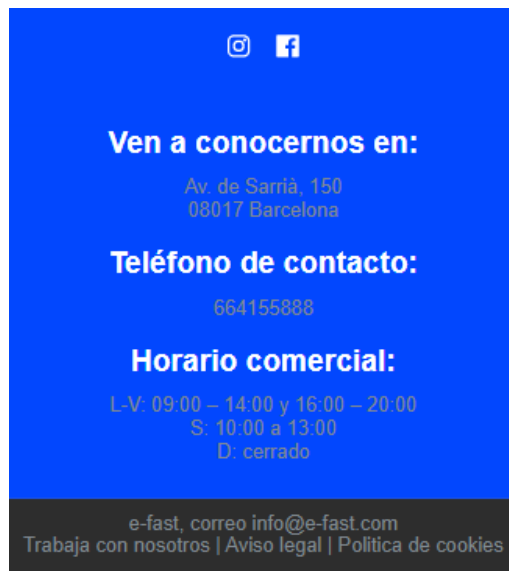 Ven a conocernos en:
Av. de Sarrià, 150
08017 Barcelona
Teléfono de contacto:
664155888
Horario comercial:
L-V: 09:00 – 14:00 y 16:00 – 20:00
S: 10:00 a 13:00
D: cerrado
e-fast, correo info@e-fast.com
Trabaja con nosotros | Aviso legal | Politica de cookies